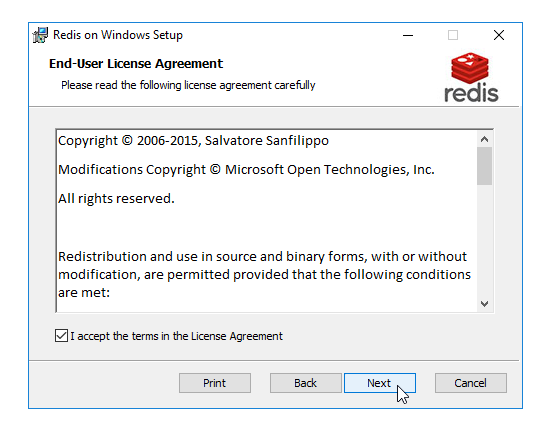 Redis on Windows Setup
End-User License Agreement
Please read the following license agreement carefully
redis
Copyright © 2006-2015, Salvatore Sanfilippo
Modifications Copyright © Microsoft Open Technologies, Inc.
All rights reserved.
Redistribution and use in source and binary forms, with or without
modification, are permitted provided that the following conditions
are met:
I accept the terms in the License Agreement
Print Back Next Cancel